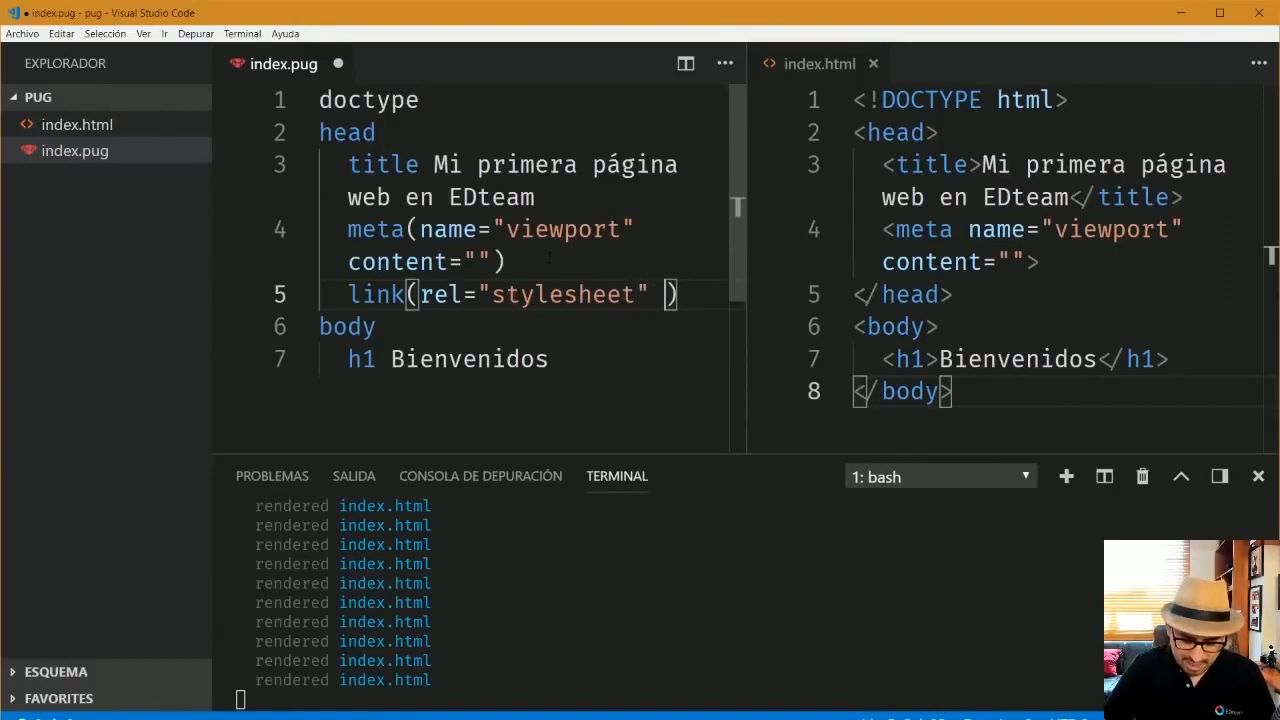 index.pug - pug - Visual Studio Code
Archivo Editar Selección Ver Ir Depurar Terminal Ayuda
EXPLORADOR
PUG
index.html
index.pug
ESQUEMA
FAVORITES
index.pug
1 doctype
2 head
3 title Mi primera página
web en EDteam
4 meta(name="viewport"
content="")
5 link(rel="stylesheet" )
6 body
7 h1 Bienvenidos
index.html
1 <!DOCTYPE html>
2 <head>
3 <title>Mi primera página
web en EDteam</title>
4 <meta name="viewport"
content="">
5 </head>
6 <body>
7 <h1>Bienvenidos</h1>
8 </body>
PROBLEMAS SALIDA CONSOLA DE DEPURACIÓN TERMINAL 1: bash
rendered index.html
rendered index.html
rendered index.html
rendered index.html
rendered index.html
rendered index.html
rendered index.html
rendered index.html
rendered index.html
rendered index.html